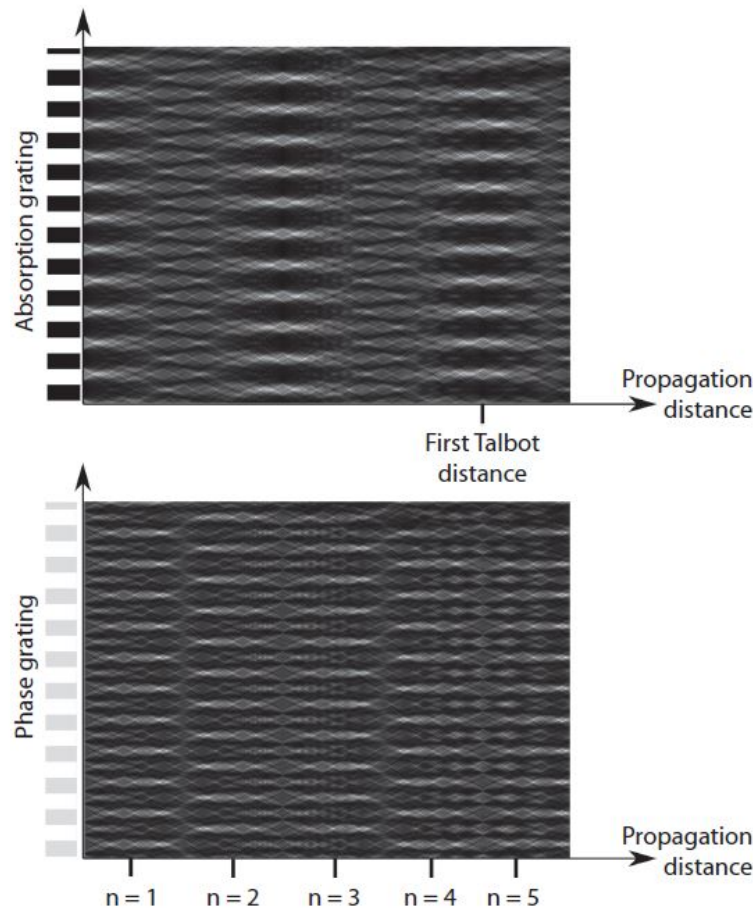 Absorption grating
Propagation
distance
First Talbot
distance
Phase grating
Propagation
distance
n = 1
n = 2
n = 3
n = 4
n = 5